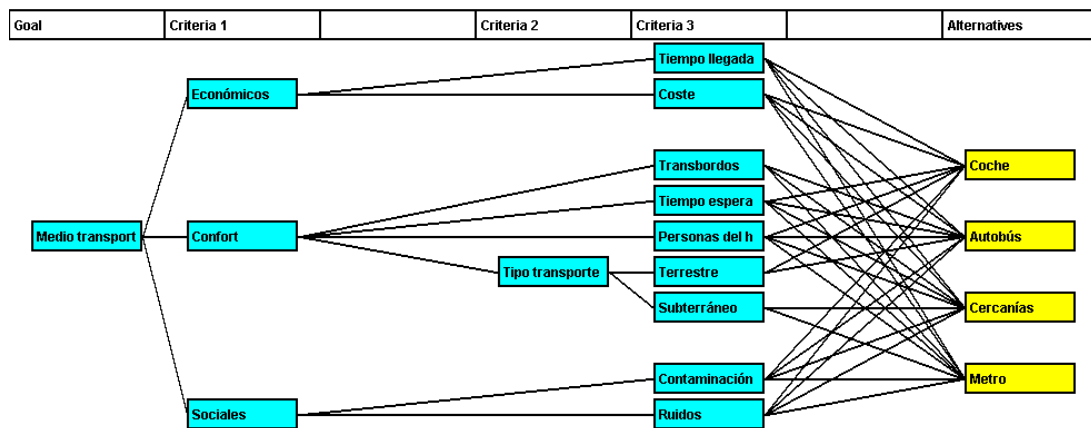 Goal
Criteria 1
Criteria 2
Criteria 3
Alternatives
Tiempo llegada
Económicos
Coste
Transbordos
Coche
Tiempo espera
Medio transport
Confort
Personas del h
Autobús
Tipo transporte
Terrestre
Subterráneo
Cercanías
Contaminación
Metro
Sociales
Ruidos